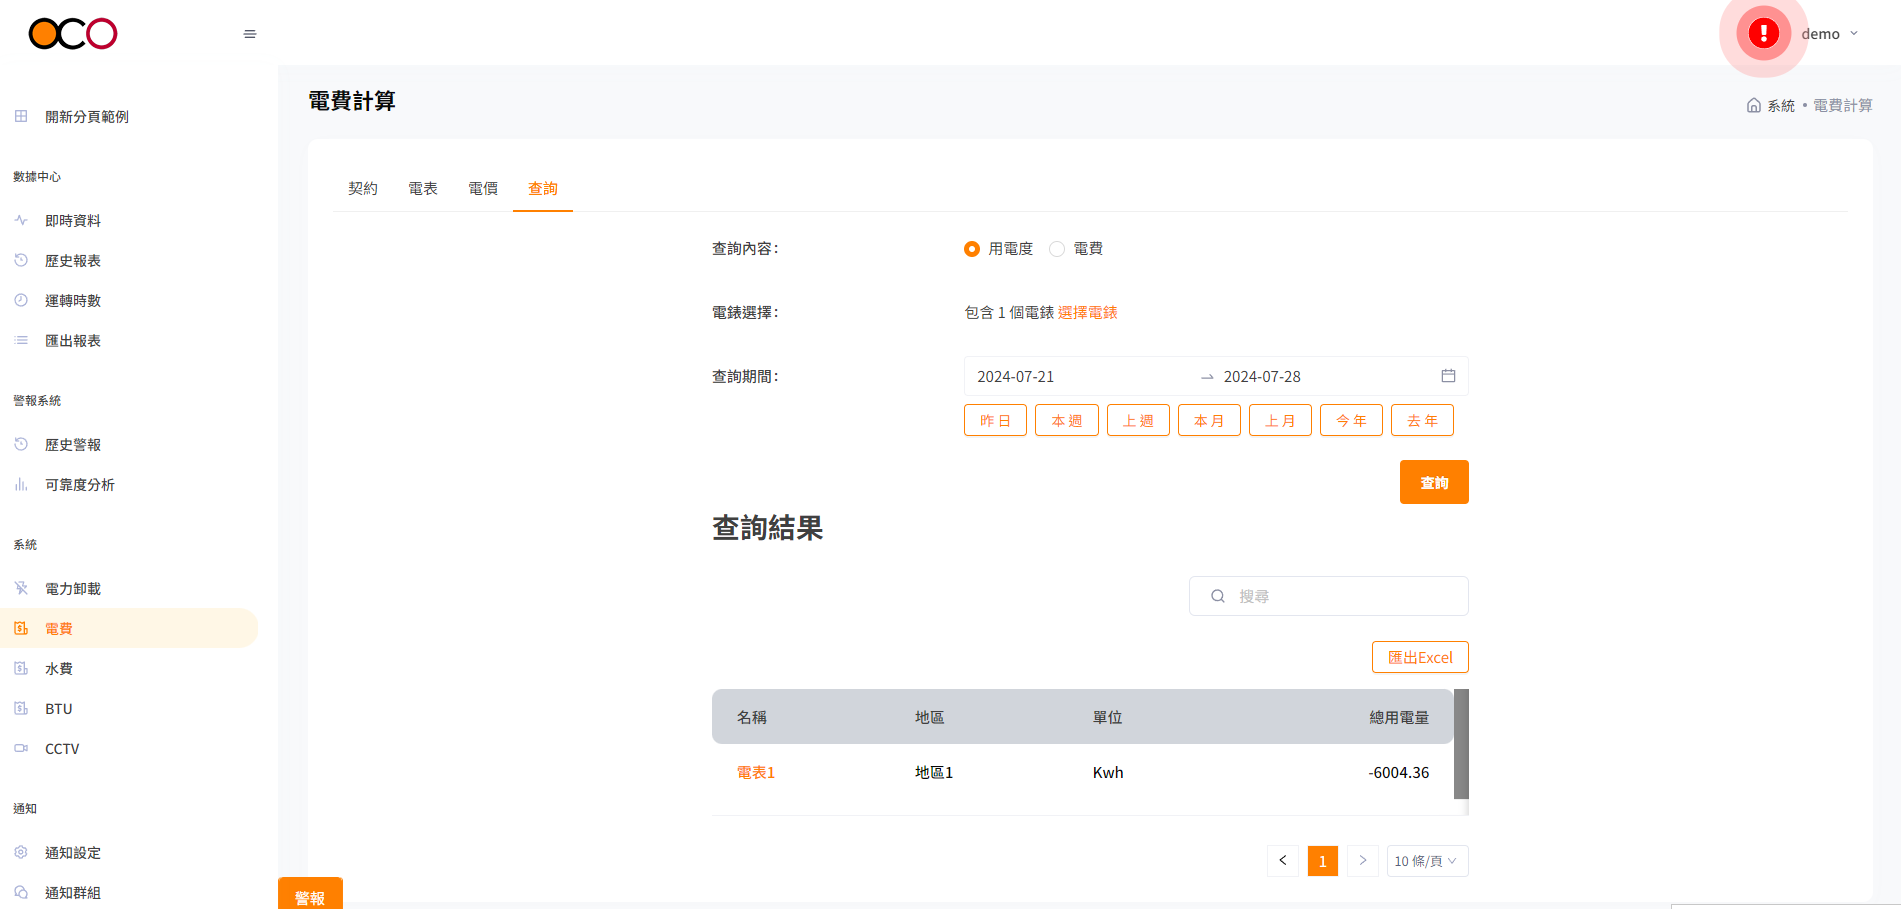 OCO
demo
開新分頁範例
數據中心
即時資料
歷史報表
運轉時數
匯出報表
警報系統
歷史警報
可靠度分析
系統
電力卸載
電費
水費
BTU
CCTV
通知
通知設定
通知群組
電費計算
系統 • 電費計算
契約 電表 電價 查詢
查詢內容： 用電度 電費
電錶選擇： 包含 1 個電錶 選擇電錶
查詢期間： 2024-07-21 → 2024-07-28
昨日 本週 上週 本月 上月 今年 去年
查詢
查詢結果
搜尋
匯出Excel
名稱 地區 單位 總用電量
電表1 地區1 Kwh -6004.36
< 1 > 10 條/頁
警報